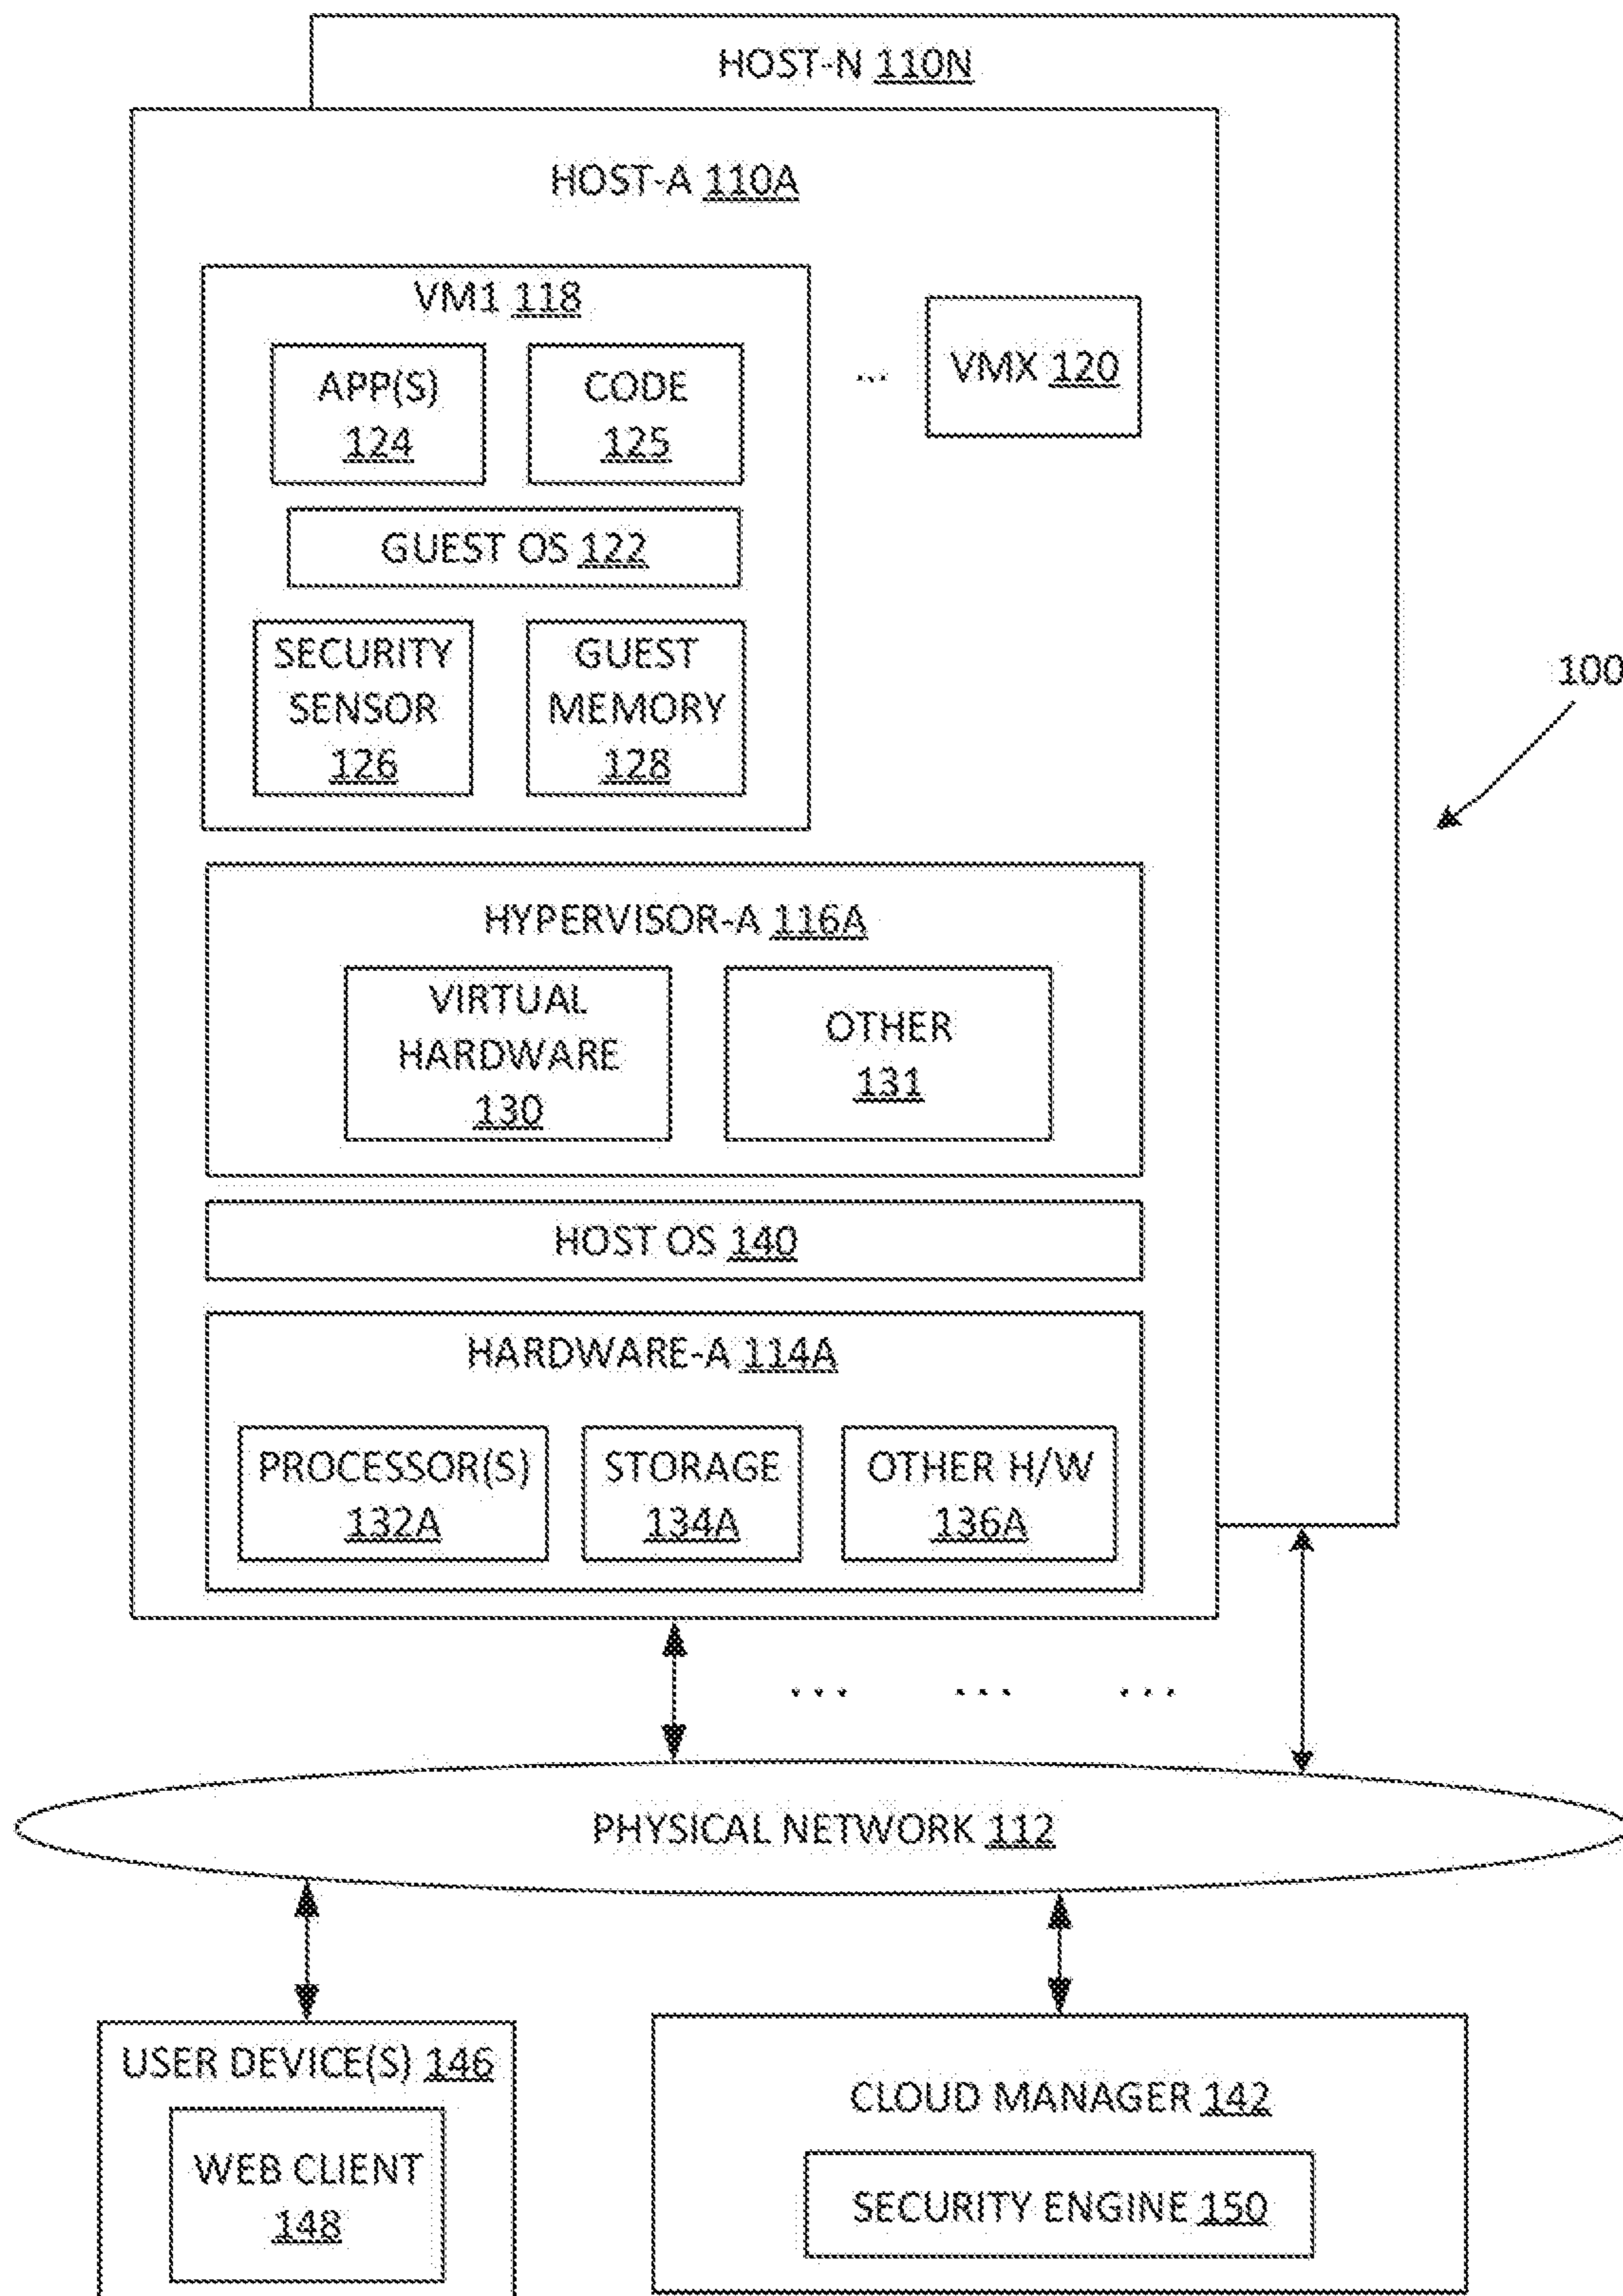 HOST-N 110N
HOST-A 110A
VM1 118
APP(S)
124
CODE
125
... VMX 120
GUEST OS 122
SECURITY
SENSOR
126
GUEST
MEMORY
128
100
HYPERVISOR-A 116A
VIRTUAL
HARDWARE
130
OTHER
131
HOST OS 140
HARDWARE-A 114A
PROCESSOR(S)
132A
STORAGE
134A
OTHER H/W
136A
... ... ...
PHYSICAL NETWORK 112
USER DEVICE(S) 146
WEB CLIENT
148
CLOUD MANAGER 142
SECURITY ENGINE 150